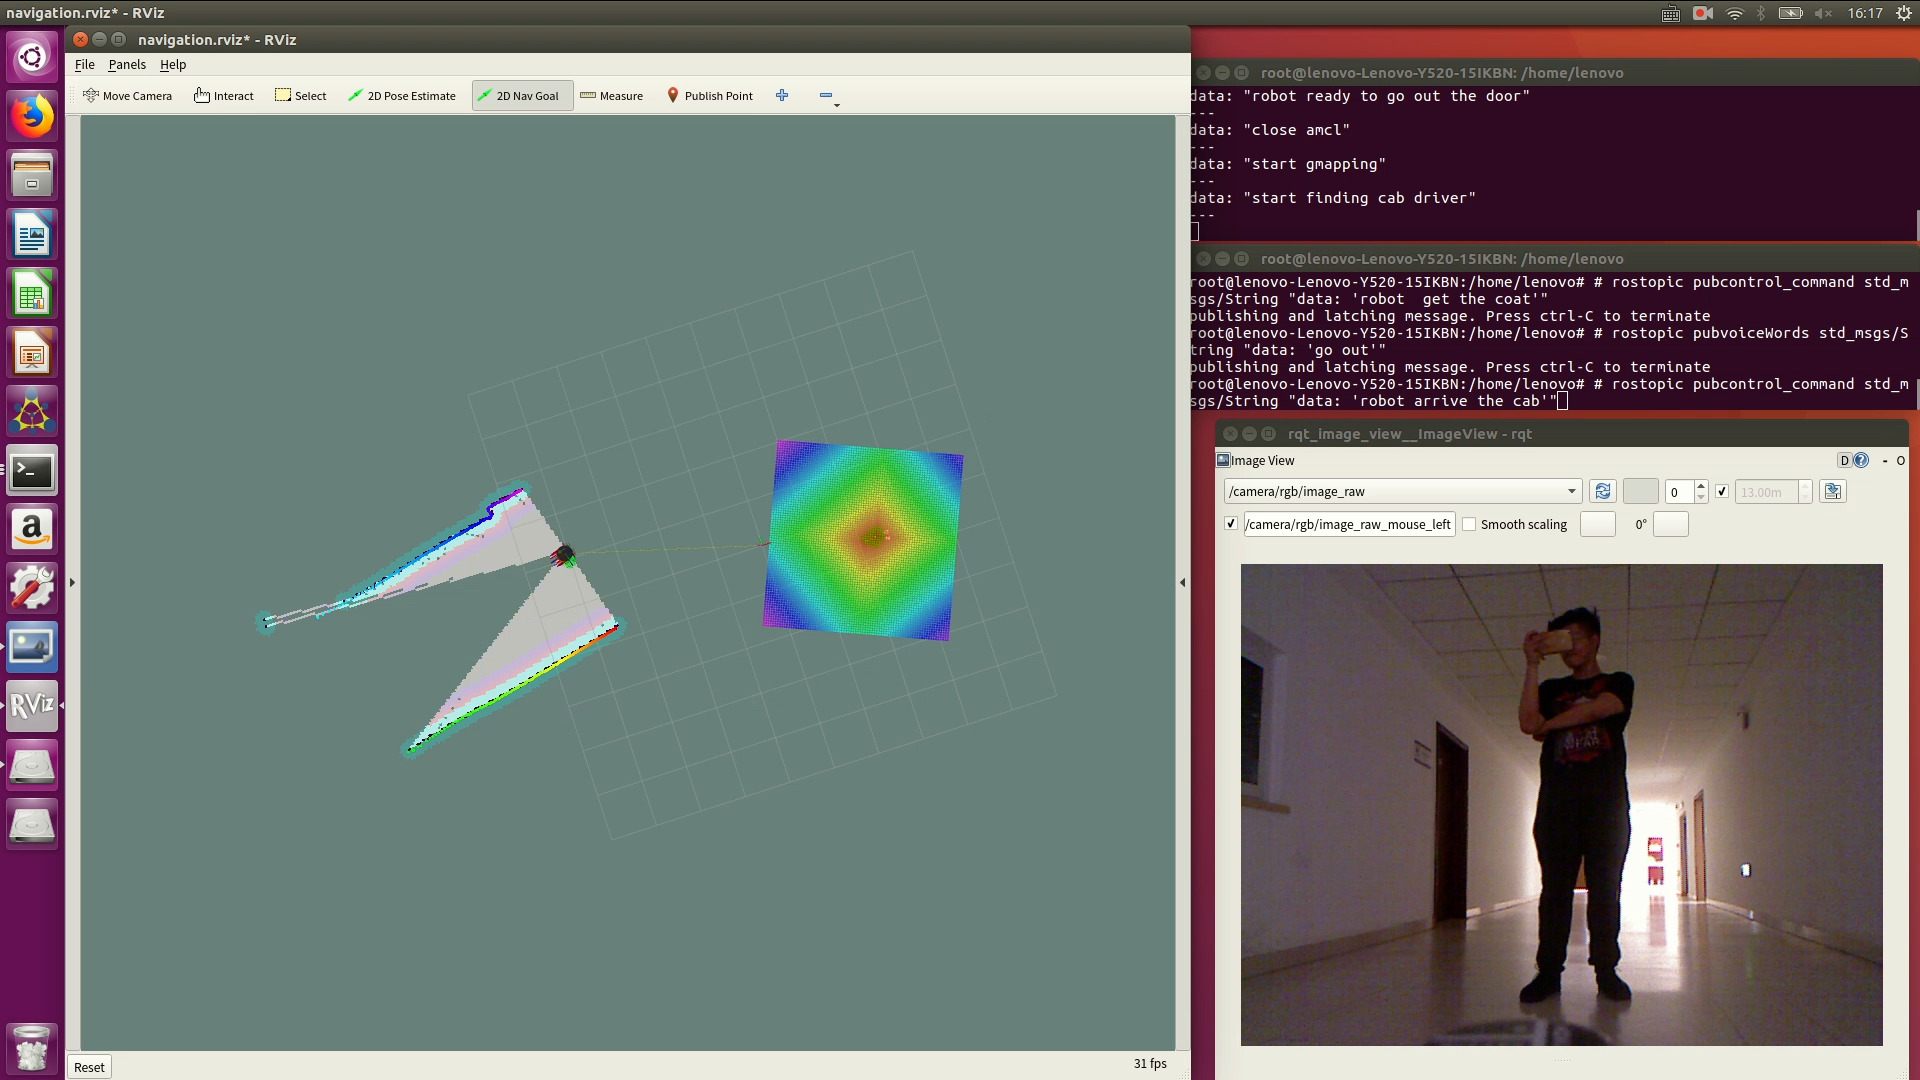 navigation.rviz* - RViz
16:17
navigation.rviz* - RViz
File Panels Help
Move Camera Interact Select 2D Pose Estimate 2D Nav Goal Measure Publish Point
Reset
31 fps
root@lenovo-Lenovo-Y520-15IKBN: /home/lenovo
data: "robot ready to go out the door"
---
data: "close amcl"
---
data: "start gmapping"
---
data: "start finding cab driver"
---
root@lenovo-Lenovo-Y520-15IKBN: /home/lenovo
root@lenovo-Lenovo-Y520-15IKBN:/home/lenovo# # rostopic pubcontrol_command std_m
sgs/String "data: 'robot  get the coat'"
publishing and latching message. Press ctrl-C to terminate
root@lenovo-Lenovo-Y520-15IKBN:/home/lenovo# # rostopic pubvoiceWords std_msgs/S
tring "data: 'go out'"
publishing and latching message. Press ctrl-C to terminate
root@lenovo-Lenovo-Y520-15IKBN:/home/lenovo# # rostopic pubcontrol_command std_m
sgs/String "data: 'robot arrive the cab'"
rqt_image_view__ImageView - rqt
Image View D ? - O
/camera/rgb/image_raw 0 13.00m
/camera/rgb/image_raw_mouse_left Smooth scaling 0°
RViz
a